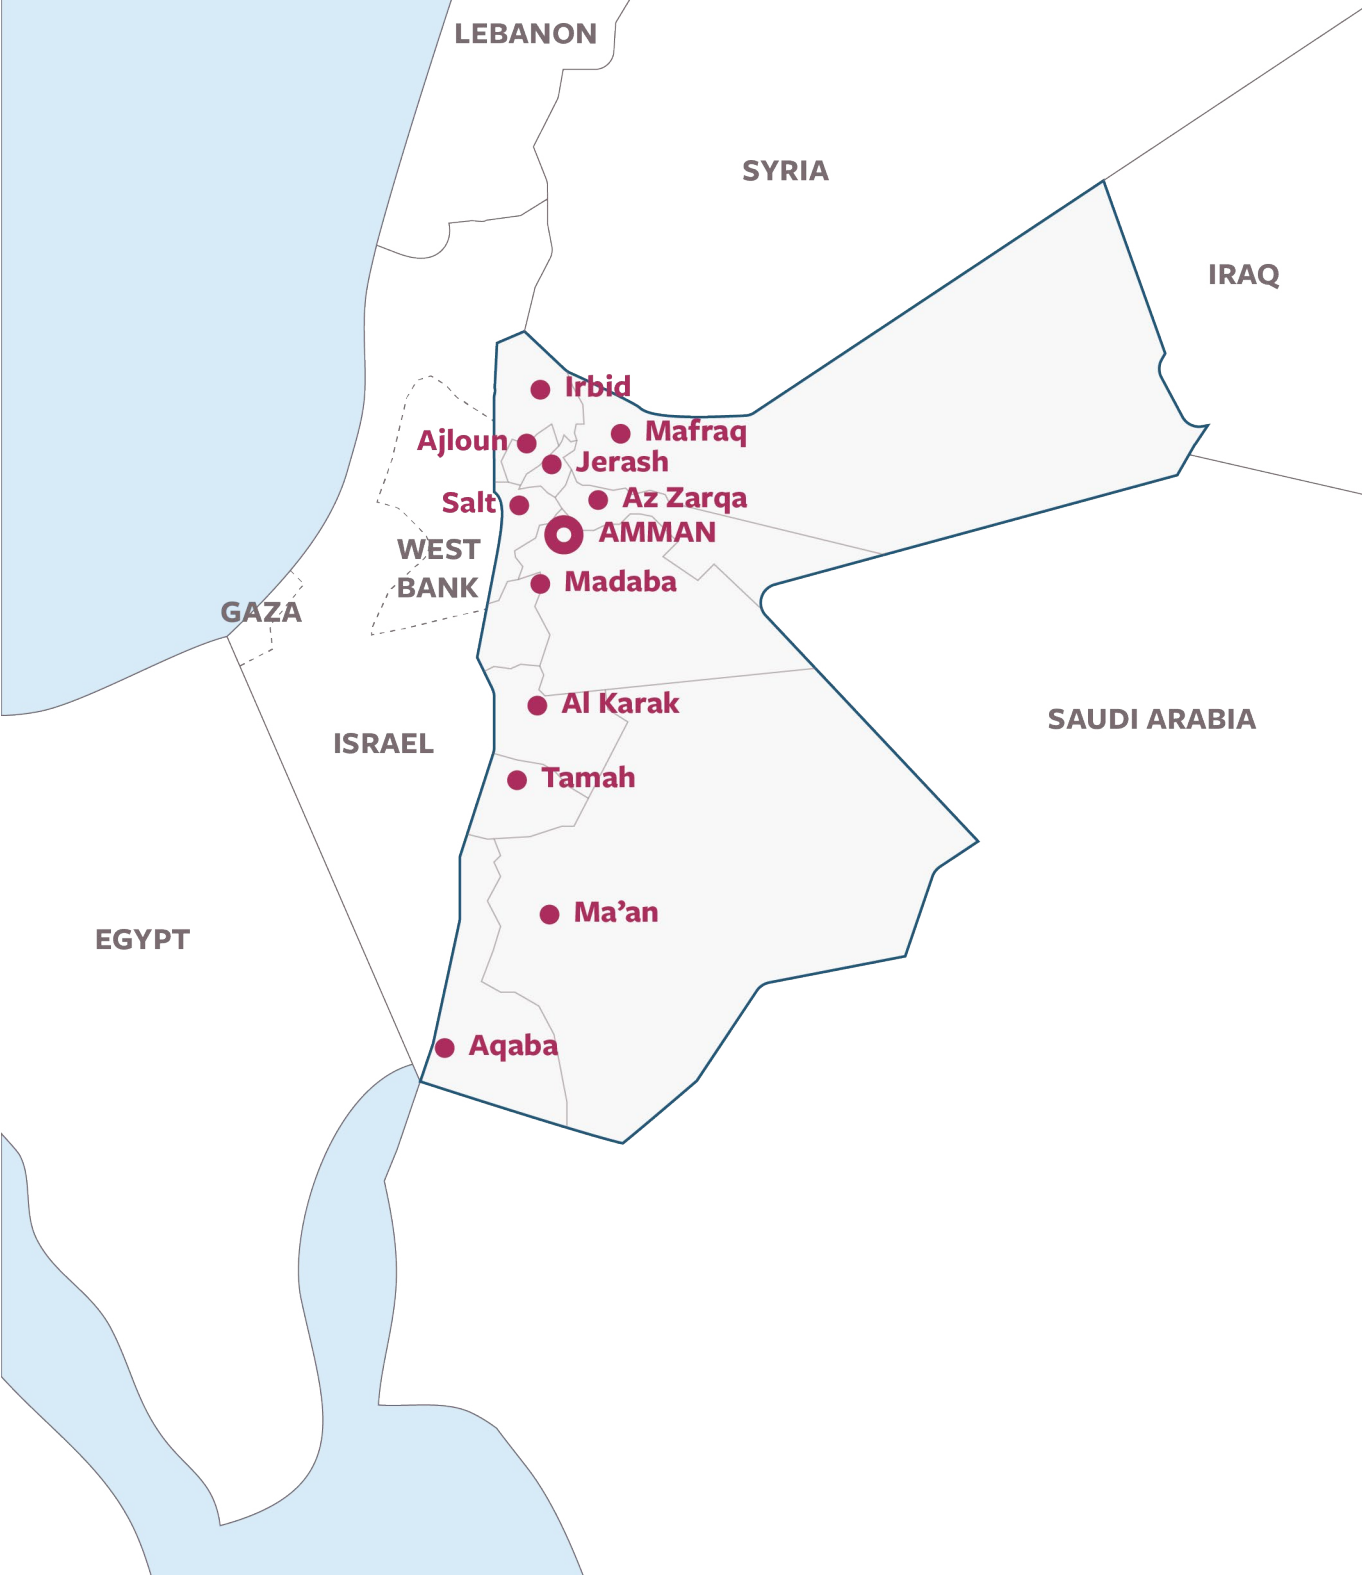 LEBANON
SYRIA
IRAQ
Irbid
Mafraq
Ajloun
Jerash
Az Zarqa
Salt
AMMAN
WEST
BANK
Madaba
GAZA
Al Karak
SAUDI ARABIA
ISRAEL
Tamah
Ma’an
EGYPT
Aqaba